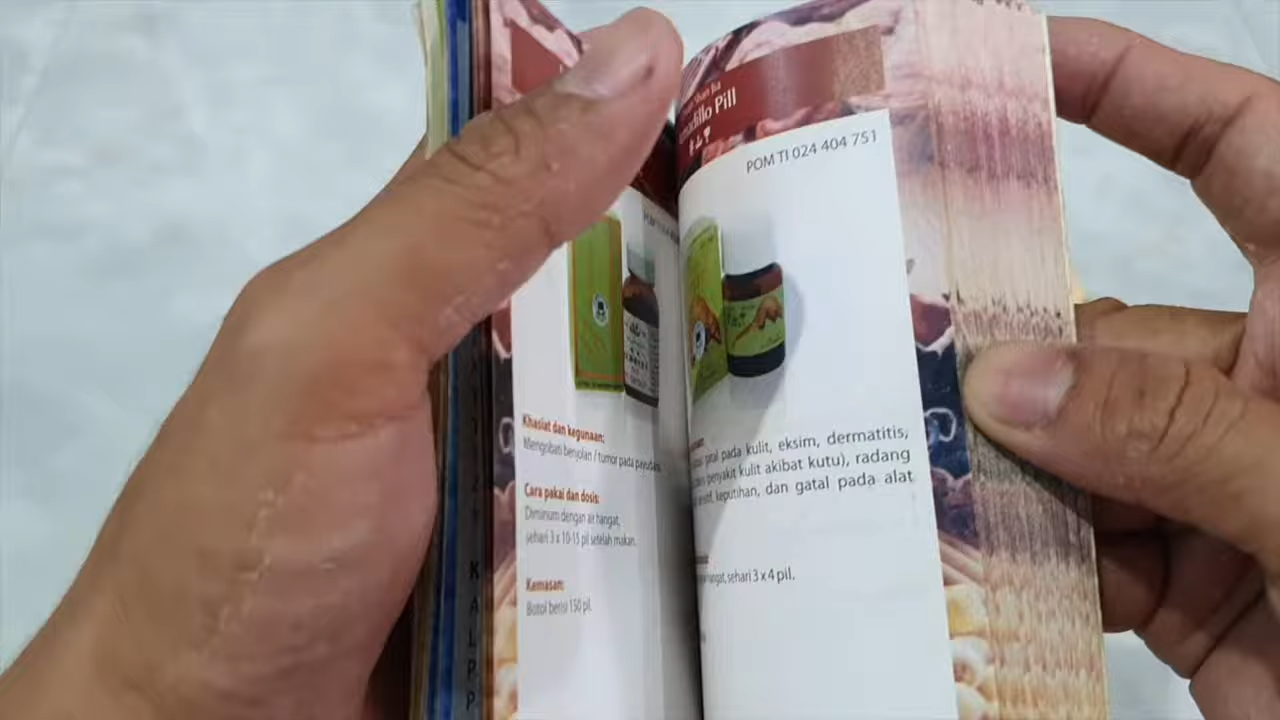 Khasiat dan kegunaan:
Mengobati benjolan / tumor pada
Cara pakai dan dosis:
Diminum dengan air hangat,
sehari 3 x 10-15 pil setelah makan.
Kemasan:
Botol berisi 150 pil.
Shan Jia
Pill
POM TI 024 404 751
pada kulit, eksim, dermatitis,
penyakit kulit akibat kutu), radang
keputihan, dan gatal pada alat
hangat, sehari 3 x 4 pil.
K
A
L
P
P